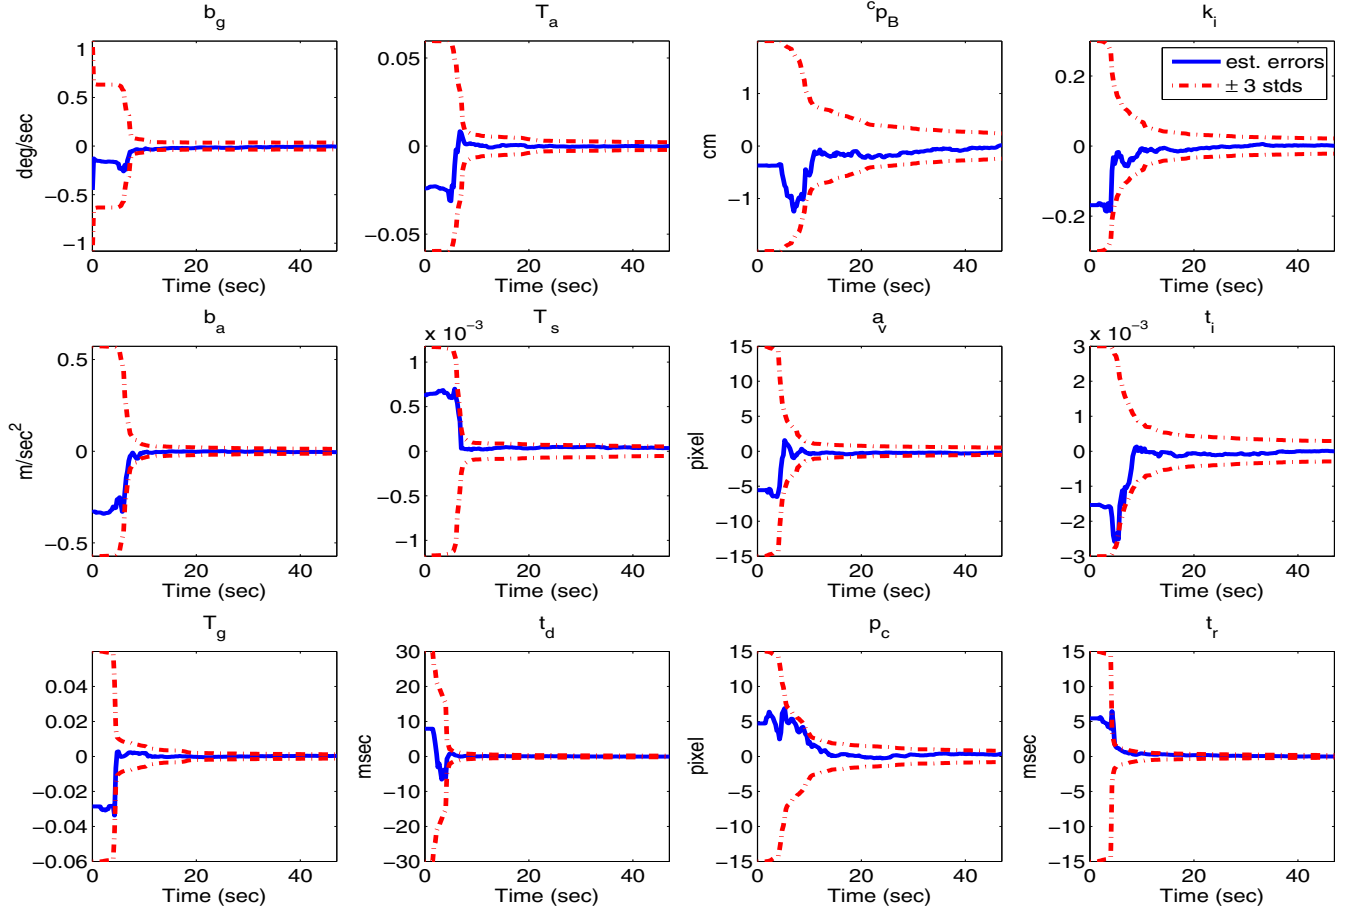 b_g
1
0.5
0
−0.5
−1
deg/sec
0 20 40
Time (sec)
T_a
0.05
0
−0.05
0 20 40
Time (sec)
^cp_B
1
0
−1
cm
0 20 40
Time (sec)
k_i
0.2
0
−0.2
est. errors
± 3 stds
0 20 40
Time (sec)
b_a
0.5
0
−0.5
m/sec²
0 20 40
Time (sec)
T_s
x 10⁻³
1
0.5
0
−0.5
−1
0 20 40
Time (sec)
a_v
15
10
5
0
−5
−10
−15
pixel
0 20 40
Time (sec)
t_i
x 10⁻³
3
2
1
0
−1
−2
−3
0 20 40
Time (sec)
T_g
0.04
0.02
0
−0.02
−0.04
−0.06
0 20 40
Time (sec)
t_d
30
20
10
0
−10
−20
−30
msec
0 20 40
Time (sec)
p_c
15
10
5
0
−5
−10
−15
pixel
0 20 40
Time (sec)
t_r
15
10
5
0
−5
−10
−15
msec
0 20 40
Time (sec)